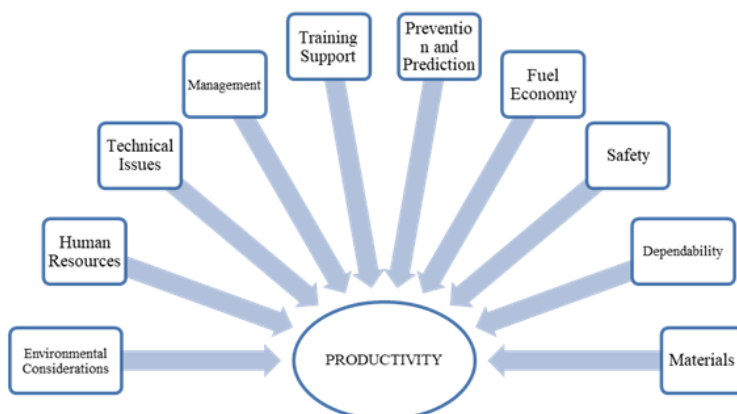 Training
Support
Preventio
n and
Prediction
Management
Fuel
Economy
Technical
Issues
Safety
Human
Resources
Dependability
Environmental
Considerations
PRODUCTIVITY
Materials